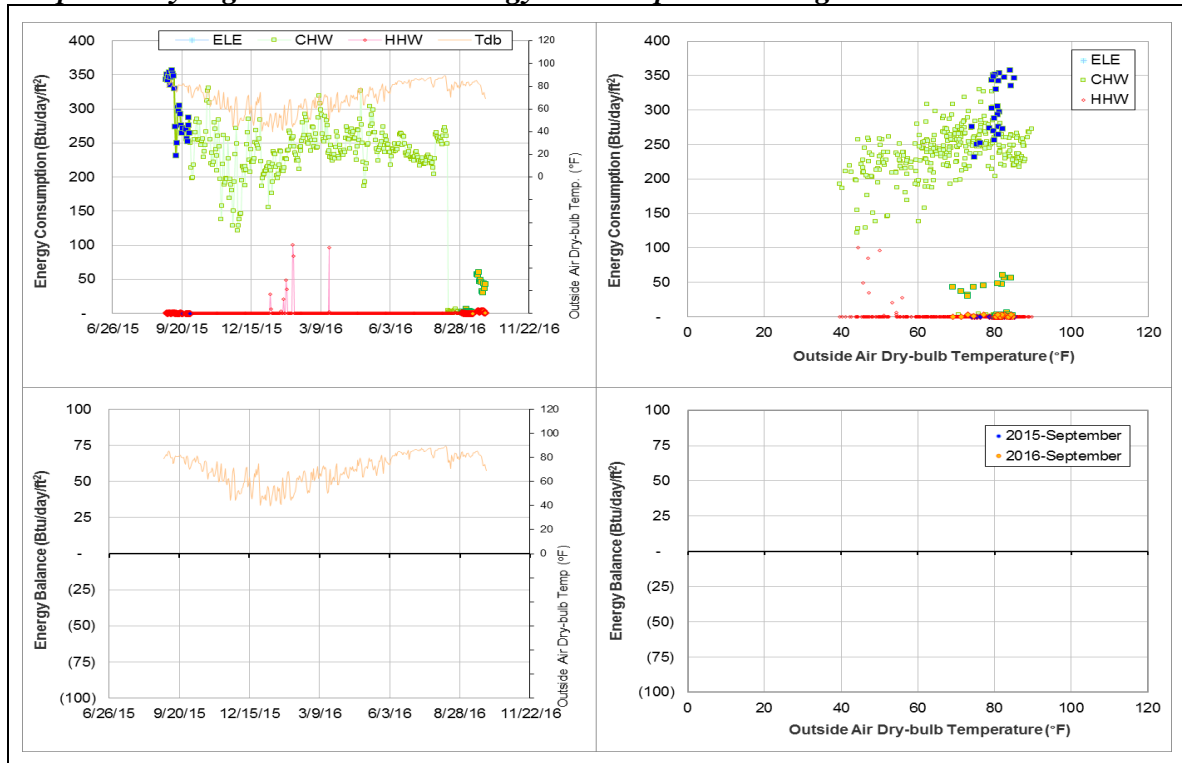 ELE CHW HHW Tdb
Energy Consumption (Btu/day/ft²)
400
350
300
250
200
150
100
50
-
120
100
80
60
40
20
0
Outside Air Dry-bulb Temp. (°F)
6/26/15 9/20/15 12/15/15 3/9/16 6/3/16 8/28/16 11/22/16
Energy Consumption (Btu/day/ft²)
400
350
300
250
200
150
100
50
-
ELE
CHW
HHW
0 20 40 60 80 100 120
Outside Air Dry-bulb Temperature (°F)
Energy Balance (Btu/day/ft²)
100
75
50
25
-
(25)
(50)
(75)
(100)
120
100
80
60
40
20
0
Outside Air Dry-bulb Temp (°F)
6/26/15 9/20/15 12/15/15 3/9/16 6/3/16 8/28/16 11/22/16
Energy Balance (Btu/day/ft²)
100
75
50
25
-
(25)
(50)
(75)
(100)
2015-September
2016-September
0 20 40 60 80 100 120
Outside Air Dry-bulb Temperature (°F)